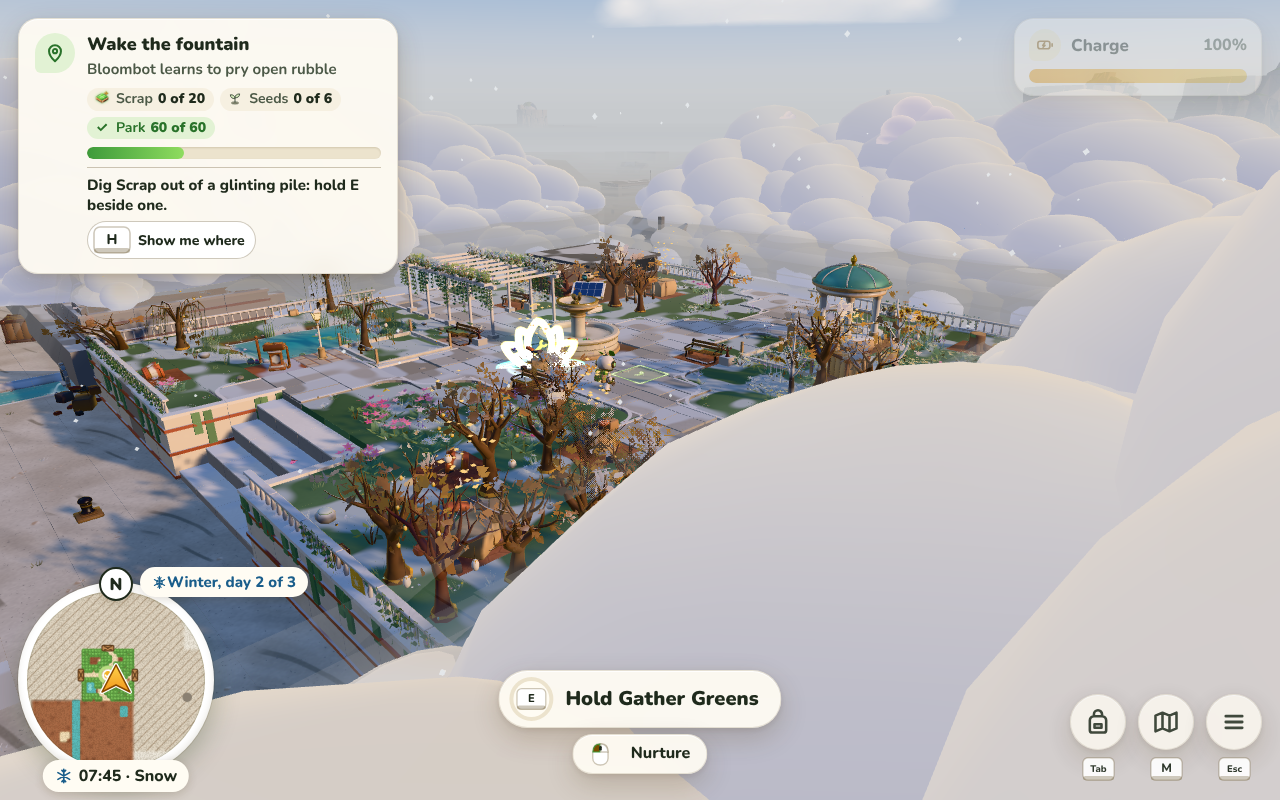 Wake the fountain
Bloombot learns to pry open rubble
Scrap 0 of 20
Seeds 0 of 6
Park 60 of 60
Dig Scrap out of a glinting pile: hold E
beside one.
H Show me where
Charge 100%
N
Winter, day 2 of 3
07:45 · Snow
E Hold Gather Greens
Nurture
Tab
M
Esc